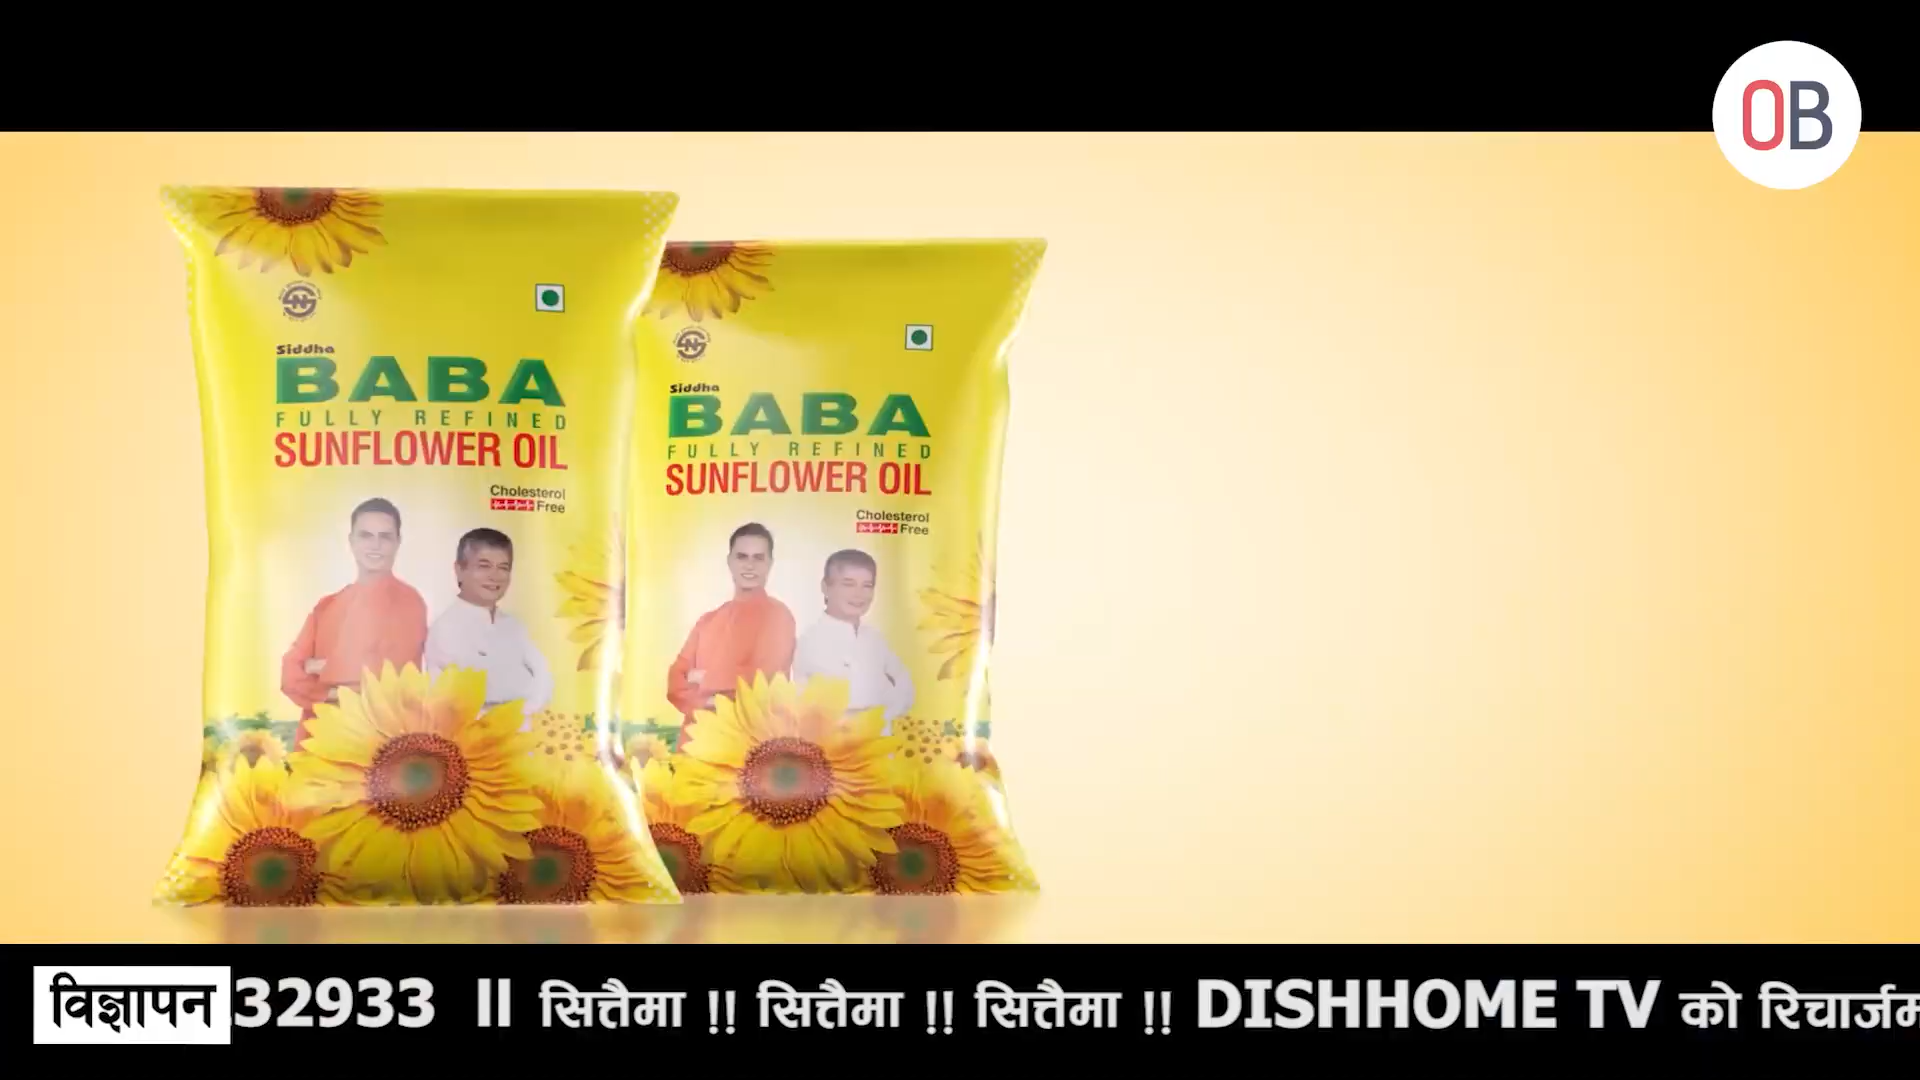 OB
Siddha
BABA
FULLY REFINED
SUNFLOWER OIL
Cholesterol
Free
Siddha
BABA
FULLY REFINED
SUNFLOWER OIL
Cholesterol
Free
विज्ञापन 32933 || सित्तैमा !! सित्तैमा !! सित्तैमा !! DISHHOME TV को रिचार्जम